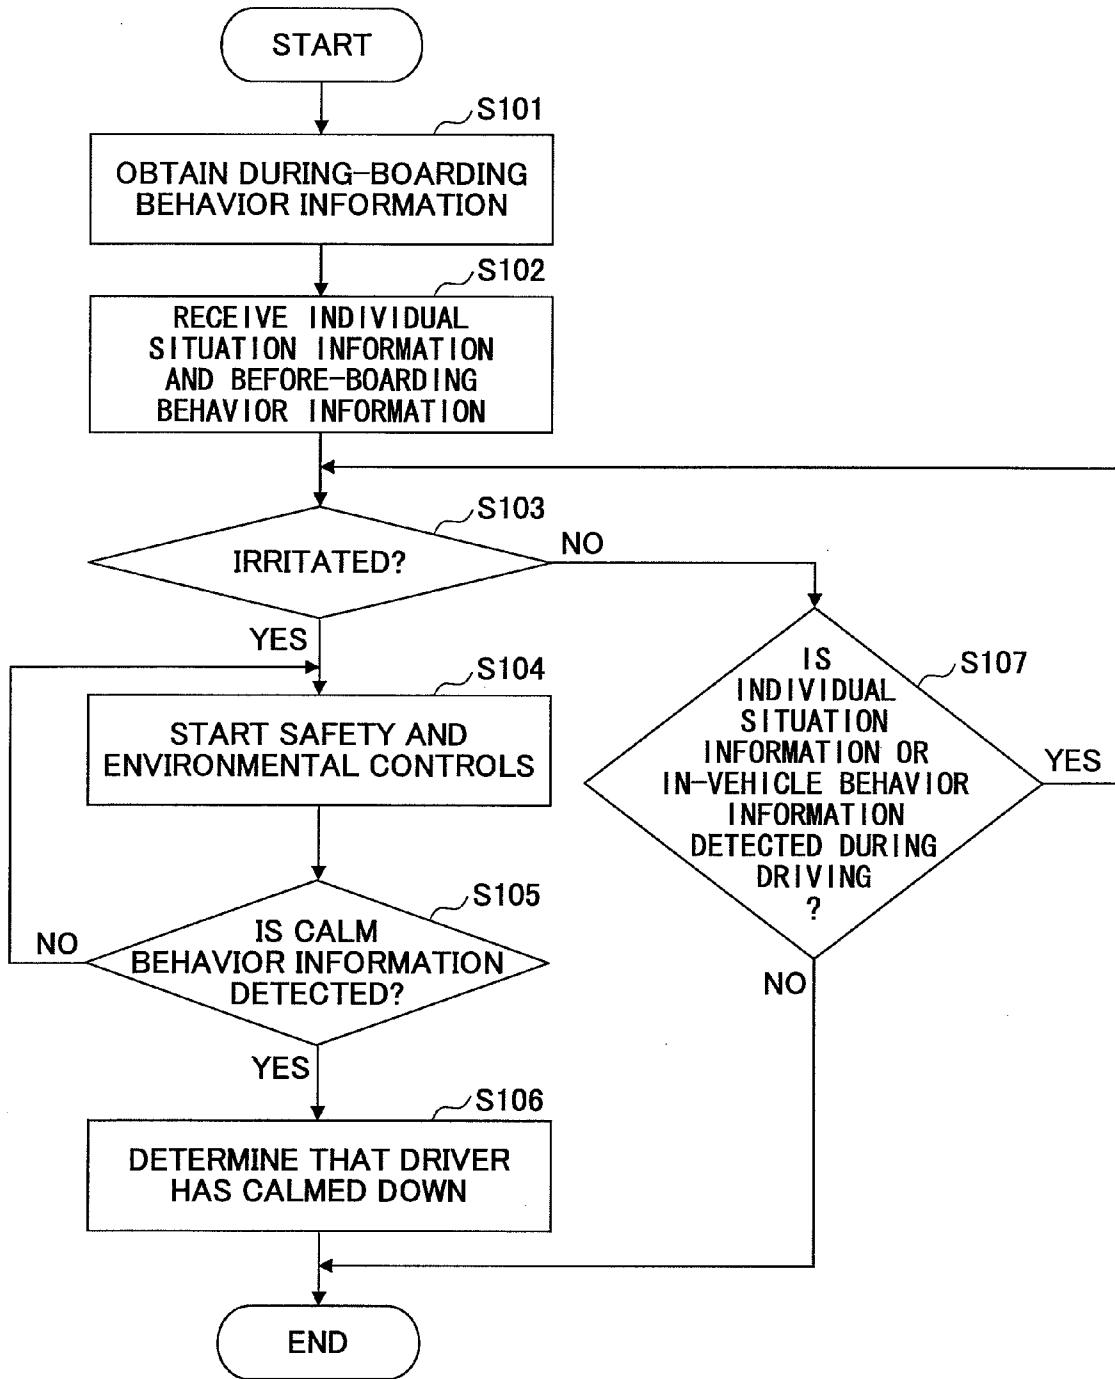 START
S101
OBTAIN DURING-BOARDING
BEHAVIOR INFORMATION
S102
RECEIVE INDIVIDUAL
SITUATION INFORMATION
AND BEFORE-BOARDING
BEHAVIOR INFORMATION
S103
IRRITATED?
NO
YES
S104
START SAFETY AND
ENVIRONMENTAL CONTROLS
S105
IS CALM
BEHAVIOR INFORMATION
DETECTED?
NO
YES
S106
DETERMINE THAT DRIVER
HAS CALMED DOWN
S107
IS
INDIVIDUAL
SITUATION
INFORMATION OR
IN-VEHICLE BEHAVIOR
INFORMATION
DETECTED DURING
DRIVING
?
YES
NO
END